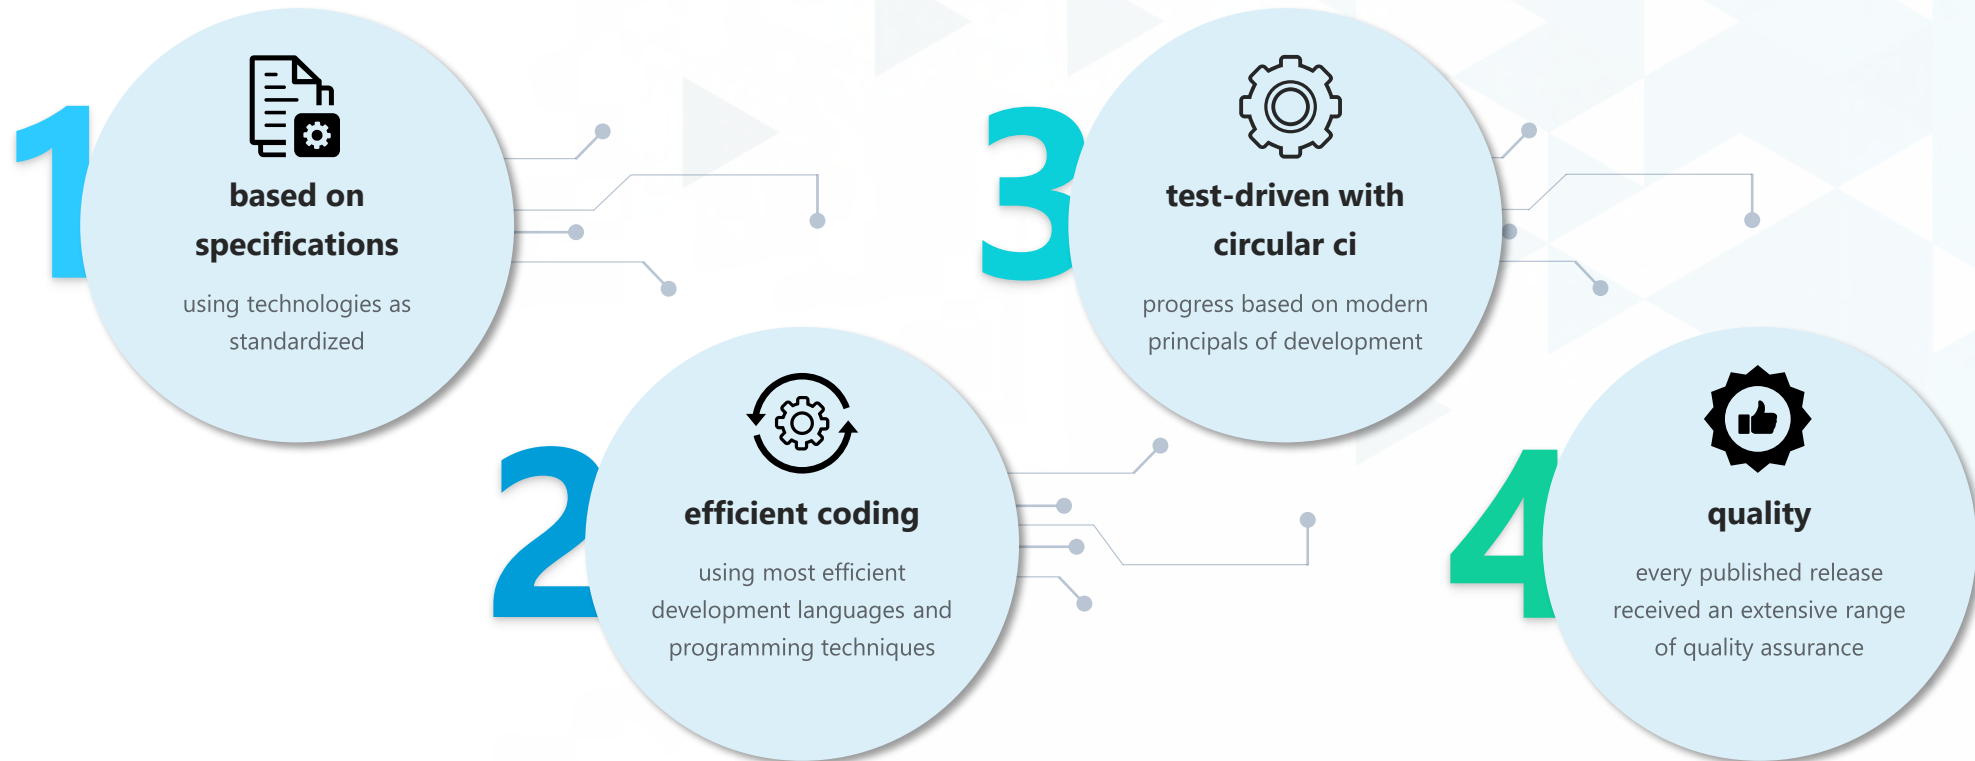 1
based on
specifications
using technologies as
standardized
2
efficient coding
using most efficient
development languages and
programming techniques
3
test-driven with
circular ci
progress based on modern
principals of development
4
quality
every published release
received an extensive range
of quality assurance